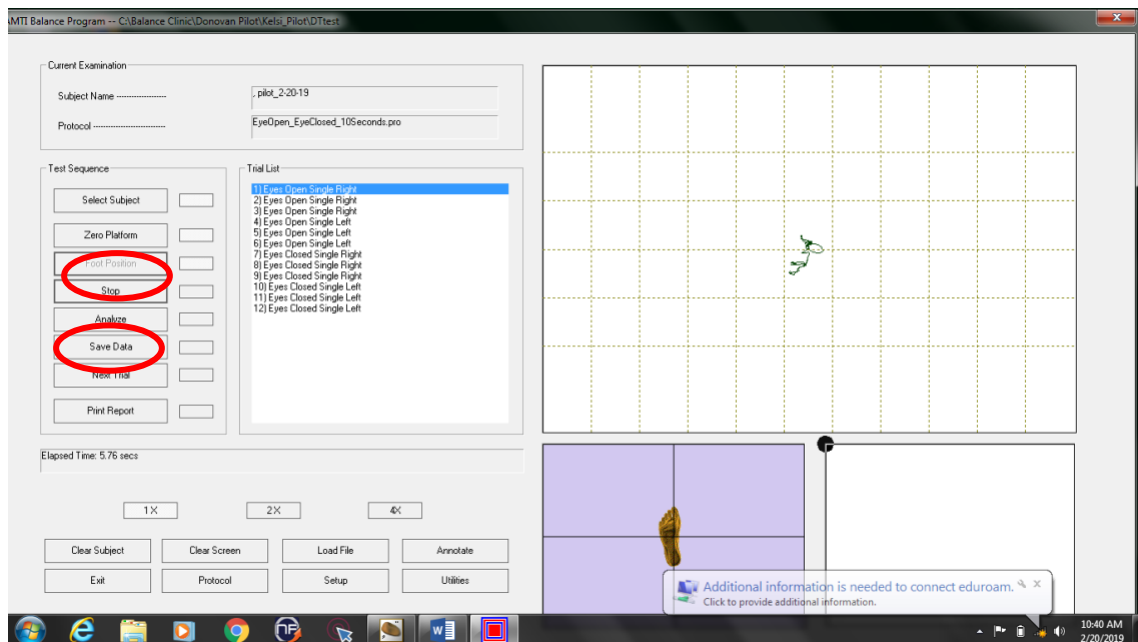 AMTI Balance Program -- C:\Balance Clinic\Donovan Pilot\Kelsi_Pilot\DTtest
Current Examination
Subject Name -------------------
, pilot_2-20-19
Protocol ---------------------------
EyeOpen_EyeClosed_10Seconds.pro
Test Sequence
Select Subject
Zero Platform
Foot Position
Stop
Analyze
Save Data
Next Trial
Print Report
Trial List
1) Eyes Open Single Right
2) Eyes Open Single Right
3) Eyes Open Single Right
4) Eyes Open Single Left
5) Eyes Open Single Left
6) Eyes Open Single Left
7) Eyes Closed Single Right
8) Eyes Closed Single Right
9) Eyes Closed Single Right
10) Eyes Closed Single Left
11) Eyes Closed Single Left
12) Eyes Closed Single Left
Elapsed Time: 5.76 secs
1X 2X 4X
Clear Subject Clear Screen Load File Annotate
Exit Protocol Setup Utilities
Additional information is needed to connect eduroam.
Click to provide additional information.
10:40 AM
2/20/2019